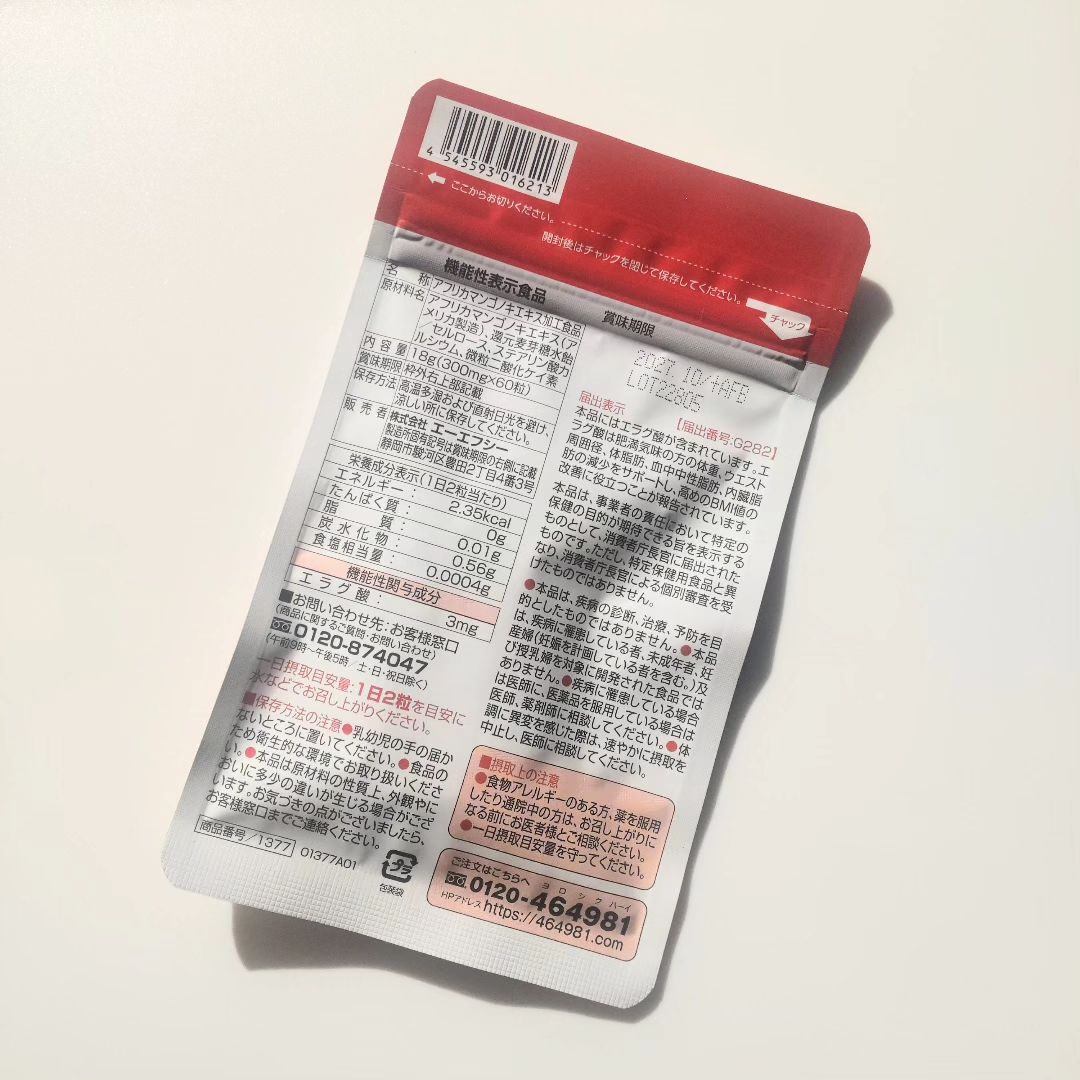 4 545593 016213
ここからお切りください。
開封後はチャックを閉じて保存してください。
チャック
機能性表示食品
名称 アフリカマンゴノキエキス加工食品
原材料名 アフリカマンゴノキエキス(ア
メリカ製造)、還元麦芽糖水飴
/セルロース、ステアリン酸カ
ルシウム、微粒二酸化ケイ素
内容量 18g(300mg×60粒)
賞味期限 枠外右上部記載
保存方法 高温多湿および直射日光を避け、
涼しい所に保存してください。
販売者 株式会社 エーエフシー
製造所固有記号は賞味期限の右側に記載
静岡市駿河区豊田2丁目4番3号
栄養成分表示(1日2粒当たり)
エネルギー: 2.35kcal
たんぱく質: 0g
脂質: 0.01g
炭水化物: 0.56g
食塩相当量: 0.0004g
機能性関与成分
エラグ酸: 3mg
■お問い合わせ先:お客様窓口
(商品に関するご質問・お問い合わせ)
0120-874047
(午前9時〜午後5時/土・日・祝日除く)
一日摂取目安量:1日2粒を目安に
水などでお召し上がりください。
■保存方法の注意●乳幼児の手の届か
ないところに置いてください。●食品の
ため衛生的な環境でお取り扱いくださ
い。●本品は原材料の性質上、外観やに
おいに多少の違いが生じる場合がござ
います。お気づきの点がございましたら、
お客様窓口までご連絡ください。
商品番号/1377 01377A01
プラ
包装袋
賞味期限
2027.10/+AFB
LOT22805
届出表示 【届出番号:G282】
本品にはエラグ酸が含まれています。エ
ラグ酸は肥満気味の方の体重、ウエスト
周囲径、体脂肪、血中中性脂肪、内臓脂
肪の減少をサポートし、高めのBMI値の
改善に役立つことが報告されています。
本品は、事業者の責任において特定の
保健の目的が期待できる旨を表示する
ものとして、消費者庁長官に届出された
ものです。ただし、特定保健用食品と異
なり、消費者庁長官による個別審査を受
けたものではありません。
●本品は、疾病の診断、治療、予防を目
的としたものではありません。●本品
は、疾病に罹患している者、未成年者、妊
産婦(妊娠を計画している者を含む。)及
び授乳婦を対象に開発された食品では
ありません。●疾病に罹患している場合
は医師に、医薬品を服用している場合は
医師、薬剤師に相談してください。●体
調に異変を感じた際は、速やかに摂取を
中止し、医師に相談してください。
■摂取上の注意
●食物アレルギーのある方、薬を服用
したり通院中の方は、お召し上がりに
なる前にお医者様とご相談ください。
●一日摂取目安量を守ってください。
ご注文はこちらへ ヨロシク ハーイ
0120-464981
HPアドレス https://464981.com